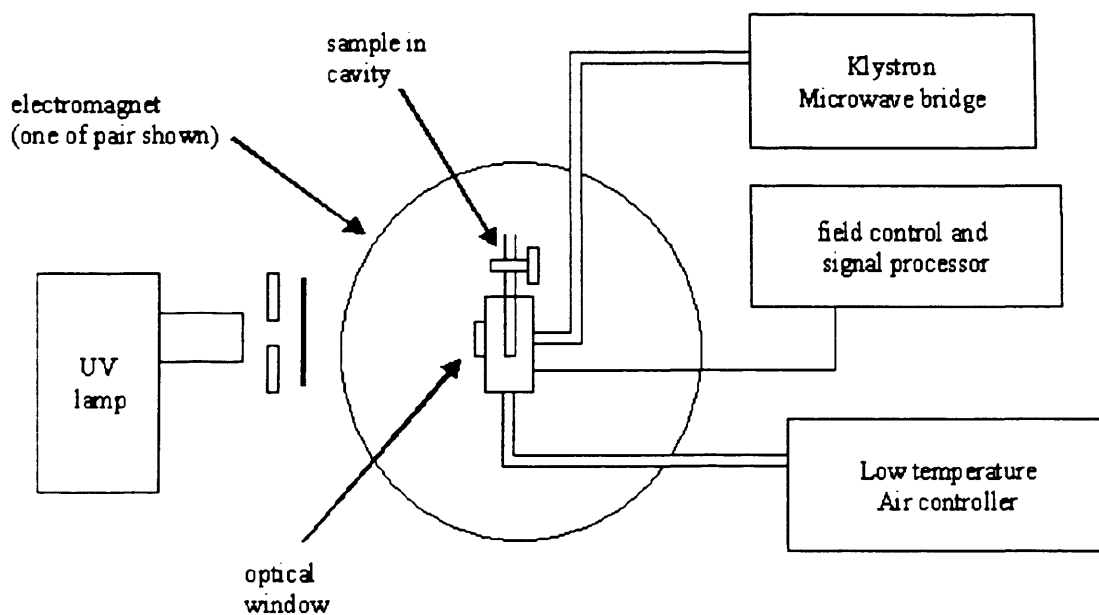 sample in
cavity
electromagnet
(one of pair shown)
Klystron
Microwave bridge
field control and
signal processor
UV
lamp
Low temperature
Air controller
optical
window